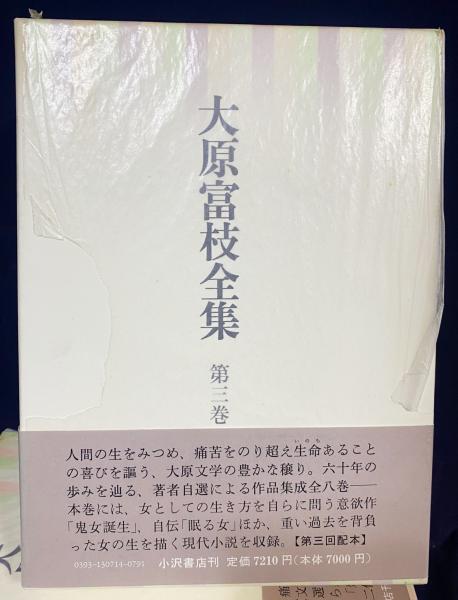 大原富枝全集
第三巻
人間の生をみつめ、痛苦をのり超え生命あること
いのち
の喜びを謳う、大原文学の豊かな穣り。六十年の
歩みを辿る、著者自選による作品集成全八巻——
本巻には、女としての生き方を自らに問う意欲作
「鬼女誕生」、自伝「眠る女」ほか、重い過去を背負
った女の生を描く現代小説を収録。【第三回配本】
0393-130714-0791 小沢書店刊 定価 7210円(本体 7000円)